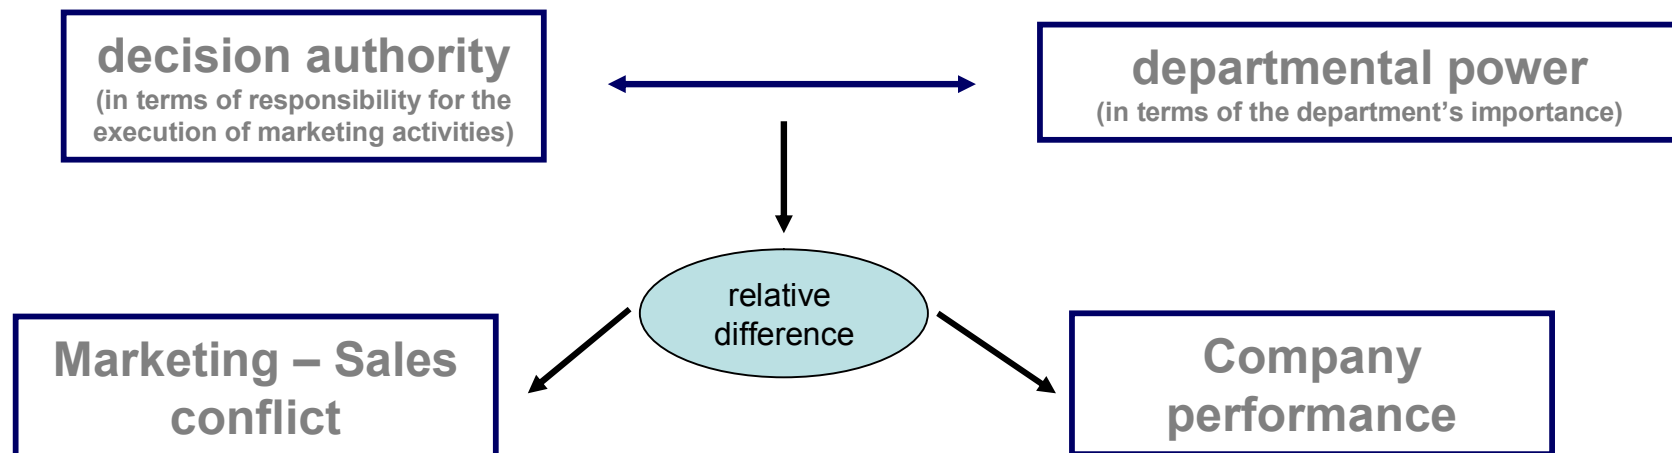 decision authority
(in terms of responsibility for the
execution of marketing activities)
departmental power
(in terms of the department’s importance)
relative
difference
Marketing – Sales
conflict
Company
performance